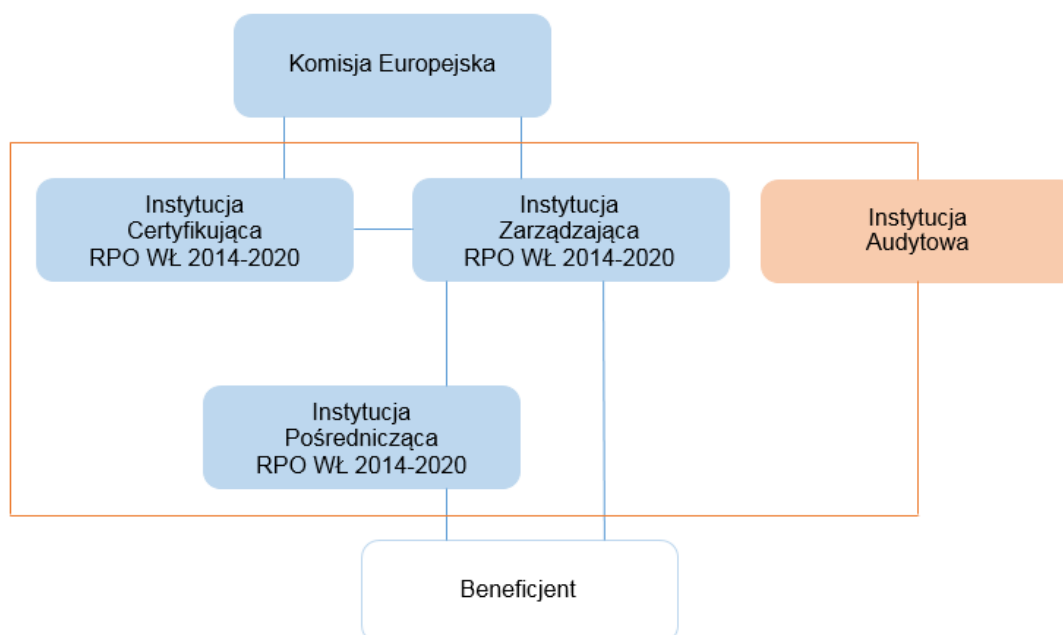 Komisja Europejska
Instytucja
Certyfikująca
RPO WŁ 2014-2020
Instytucja
Zarządzająca
RPO WŁ 2014-2020
Instytucja
Audytowa
Instytucja
Pośrednicząca
RPO WŁ 2014-2020
Beneficjent